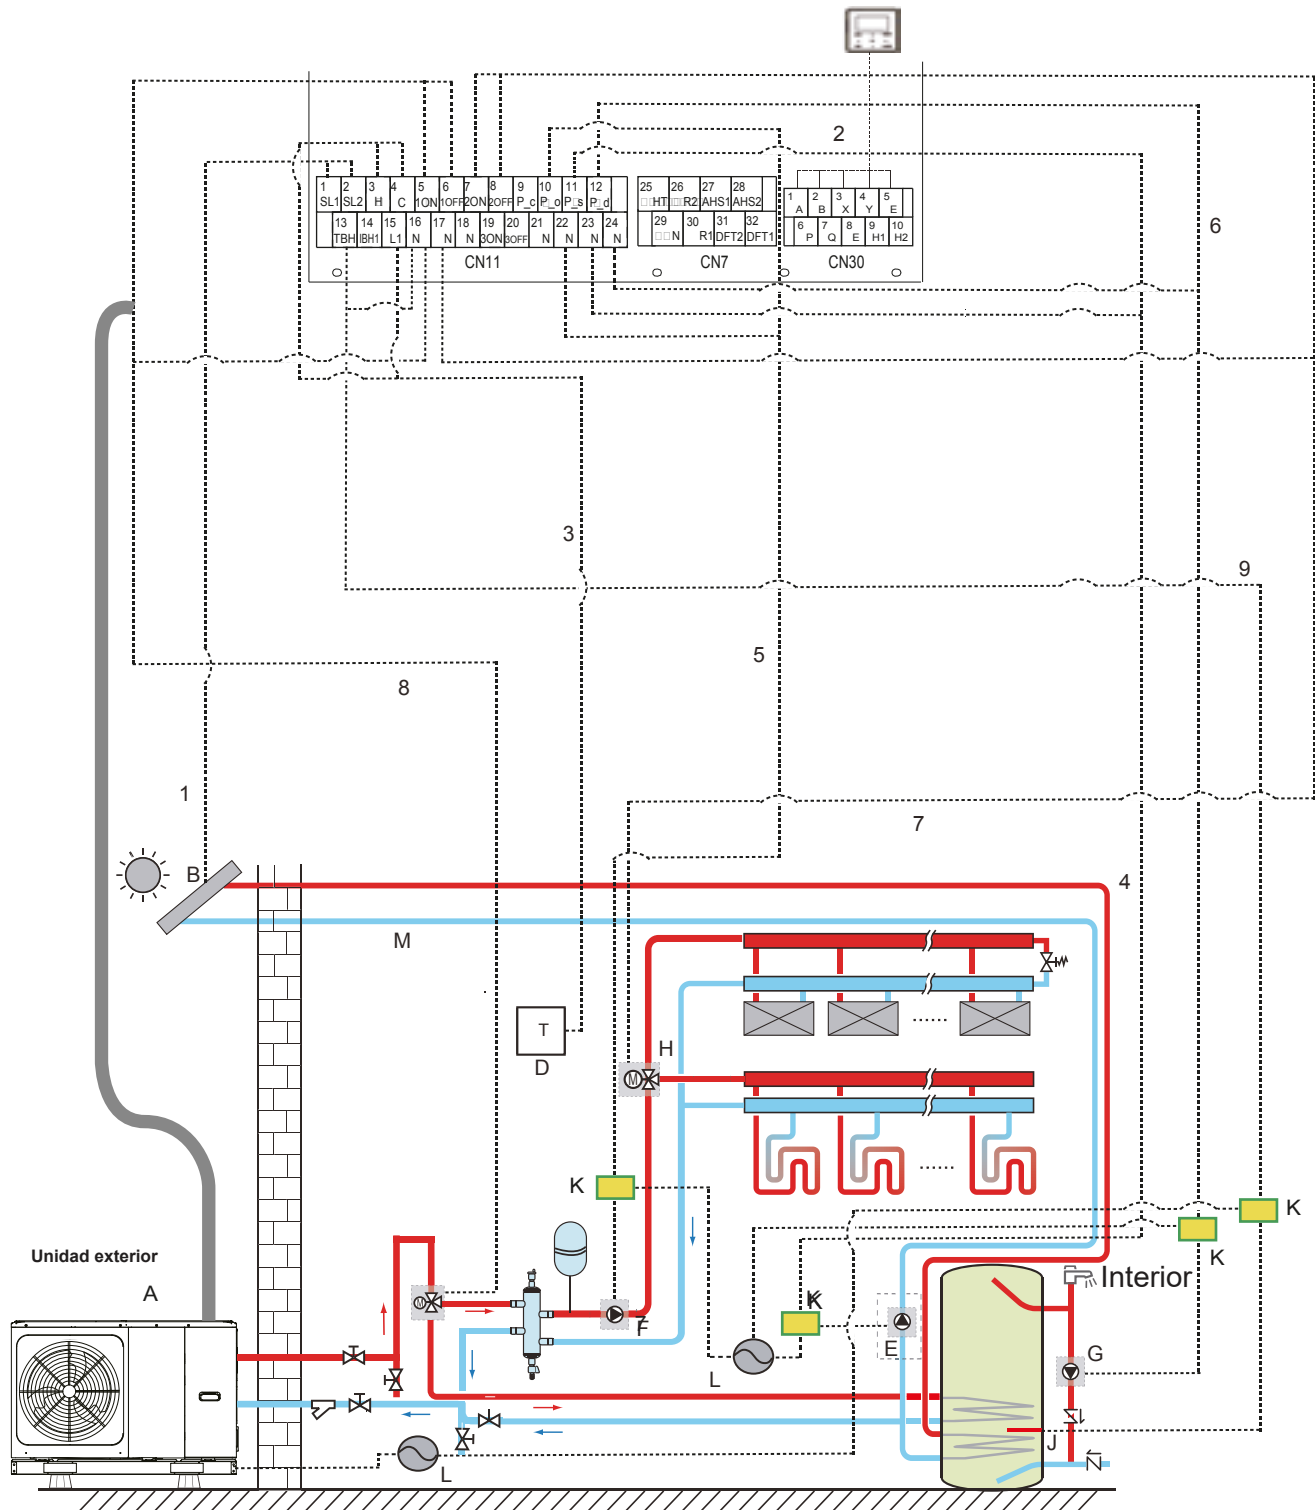 2
1 2 3 4 5 6 7 8 9 10 11 12
SL1 SL2 H C 1ON 1OFF 2ON 2OFF P_c P_o P_s P_d
13 14 15 16 17 18 19 20 21 22 23 24
TBH IBH1 L1 N N N 3ON 3OFF N N N N
CN11
25 26 27 28
HT R2 AHS1 AHS2
29 30 31 32
N R1 DFT2 DFT1
CN7
1 2 3 4 5
A B X Y E
6 7 8 9 10
P Q E H1 H2
CN30
6
3
9
5
8
1
7
B
4
M
T
D
H
M
K
K
K
Unidad exterior
A
Interior
M
F
K
E
G
L
J
L